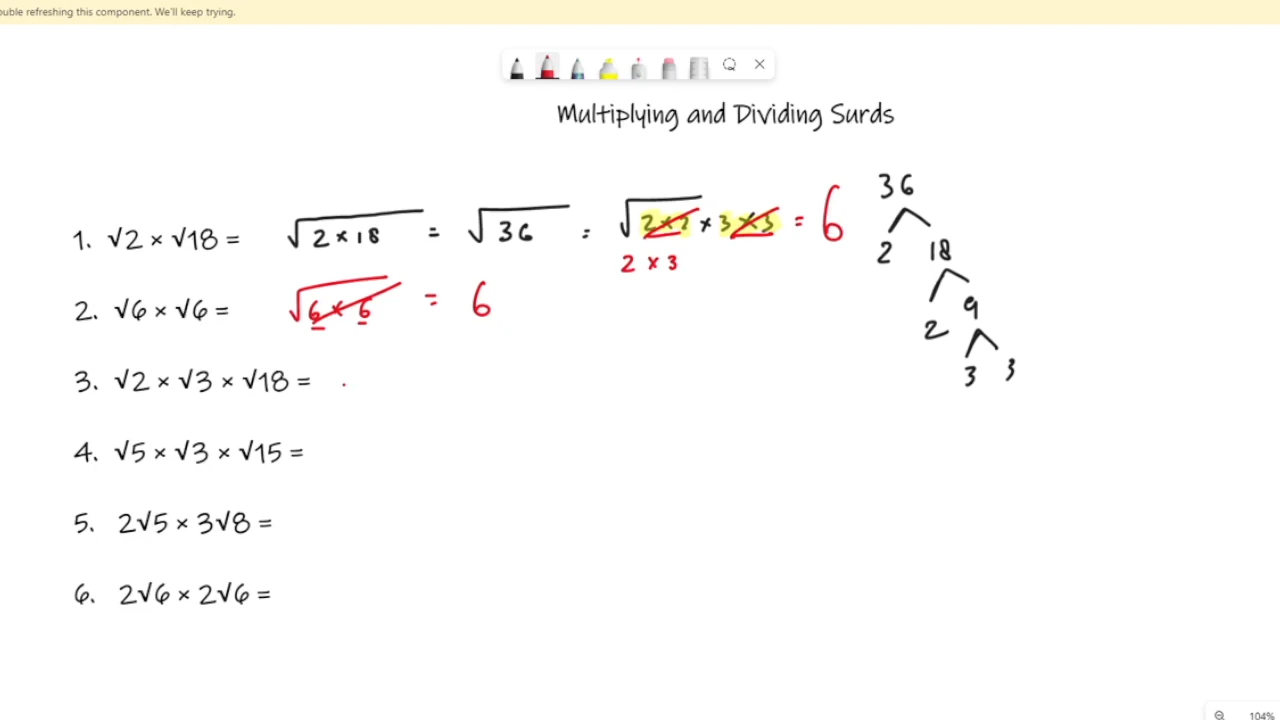 ouble refreshing this component. We'll keep trying.
Multiplying and Dividing Surds
1. √2 × √18 = √2 × 18 = √36 = √2 × 2 × 3 × 3 = 6
2 × 3
2. √6 × √6 = √6 × 6 = 6
3. √2 × √3 × √18 =
4. √5 × √3 × √15 =
5. 2√5 × 3√8 =
6. 2√6 × 2√6 =
36
2 18
2 9
3 3
104%